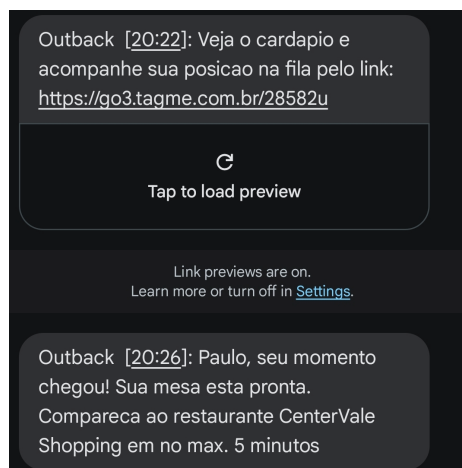 Outback [20:22]: Veja o cardapio e
acompanhe sua posicao na fila pelo link:
https://go3.tagme.com.br/28582u
Tap to load preview
Link previews are on.
Learn more or turn off in Settings.
Outback [20:26]: Paulo, seu momento
chegou! Sua mesa esta pronta.
Compareca ao restaurante CenterVale
Shopping em no max. 5 minutos